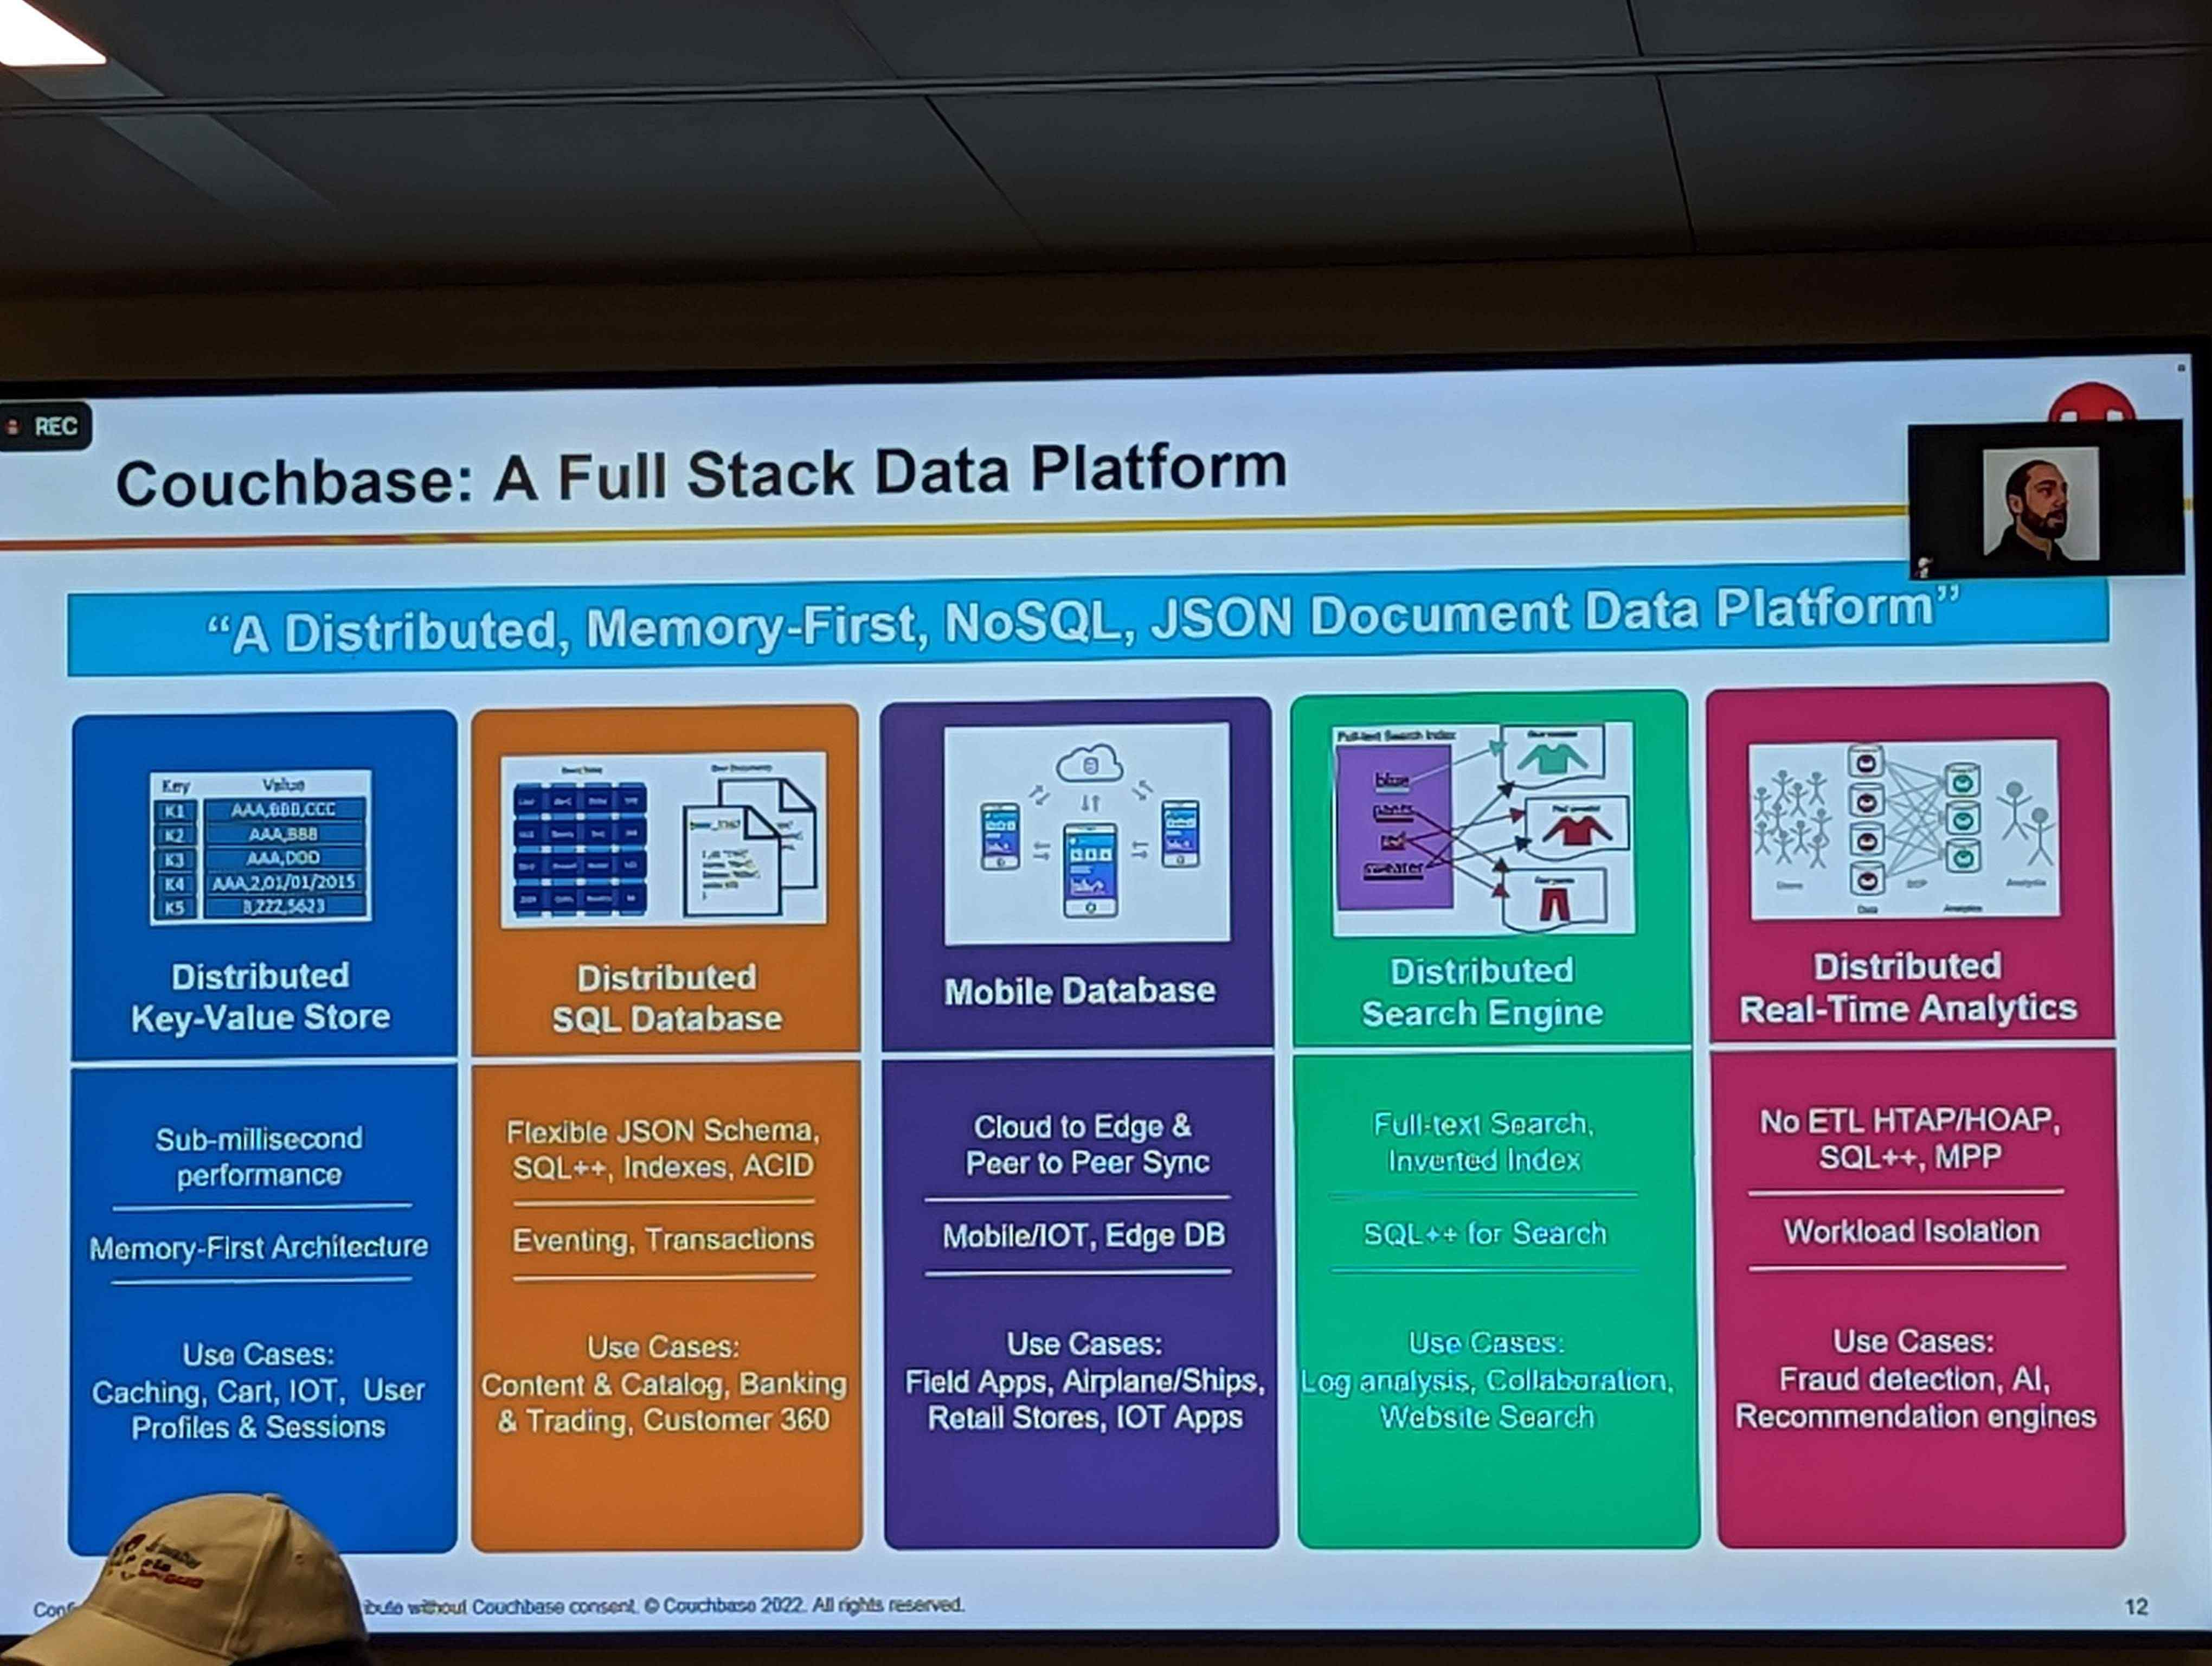 REC
Couchbase: A Full Stack Data Platform
“A Distributed, Memory-First, NoSQL, JSON Document Data Platform”
Key Value
K1 AAA,BBB,CCC
K2 AAA,BBB
K3 AAA,DDD
K4 AAA,2,01/01/2015
K5 3,ZZZ,5623
Distributed
Key-Value Store
Sub-millisecond
performance
Memory-First Architecture
Use Cases:
Caching, Cart, IOT, User
Profiles & Sessions
Distributed
SQL Database
Flexible JSON Schema,
SQL++, Indexes, ACID
Eventing, Transactions
Use Cases:
Content & Catalog, Banking
& Trading, Customer 360
Mobile Database
Cloud to Edge &
Peer to Peer Sync
Mobile/IOT, Edge DB
Use Cases:
Field Apps, Airplane/Ships,
Retail Stores, IOT Apps
Full-text Search Index
blue
red
sweater
Distributed
Search Engine
Full-text Search,
Inverted Index
SQL++ for Search
Use Cases:
Log analysis, Collaboration,
Website Search
Data
Analytics
Distributed
Real-Time Analytics
No ETL HTAP/HOAP,
SQL++, MPP
Workload Isolation
Use Cases:
Fraud detection, AI,
Recommendation engines
without Couchbase consent. © Couchbase 2022. All rights reserved.
12